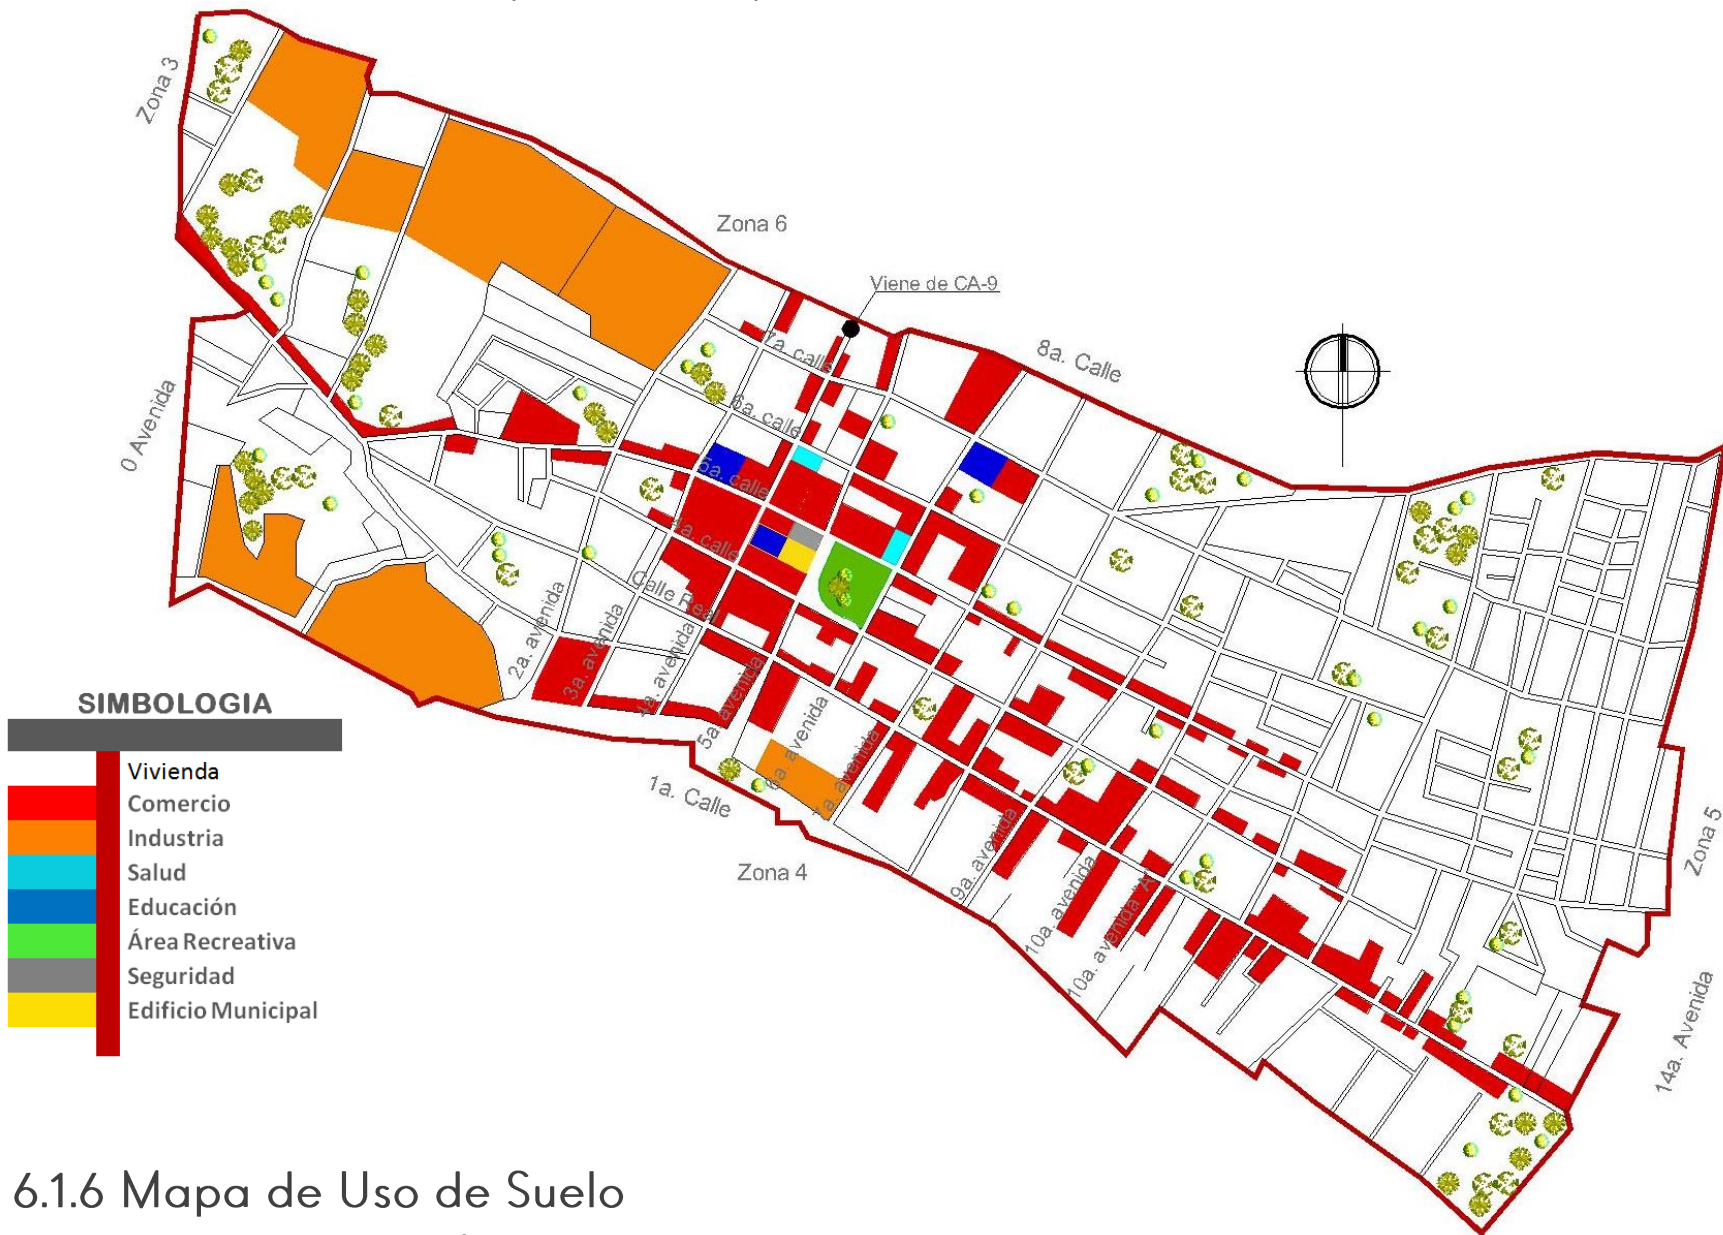 Zona 3
Zona 6
Viene de CA-9
8a. Calle
7a. calle
6a. calle
5a. calle
4a. calle
Calle Real
0 Avenida
2a. avenida
3a. avenida
4a. avenida
5a. avenida
6a. avenida
9a. avenida
10a. avenida
10a. avenida "A"
1a. Calle
Zona 4
Zona 5
14a. Avenida
SIMBOLOGIA
Vivienda
Comercio
Industria
Salud
Educación
Área Recreativa
Seguridad
Edificio Municipal
6.1.6 Mapa de Uso de Suelo